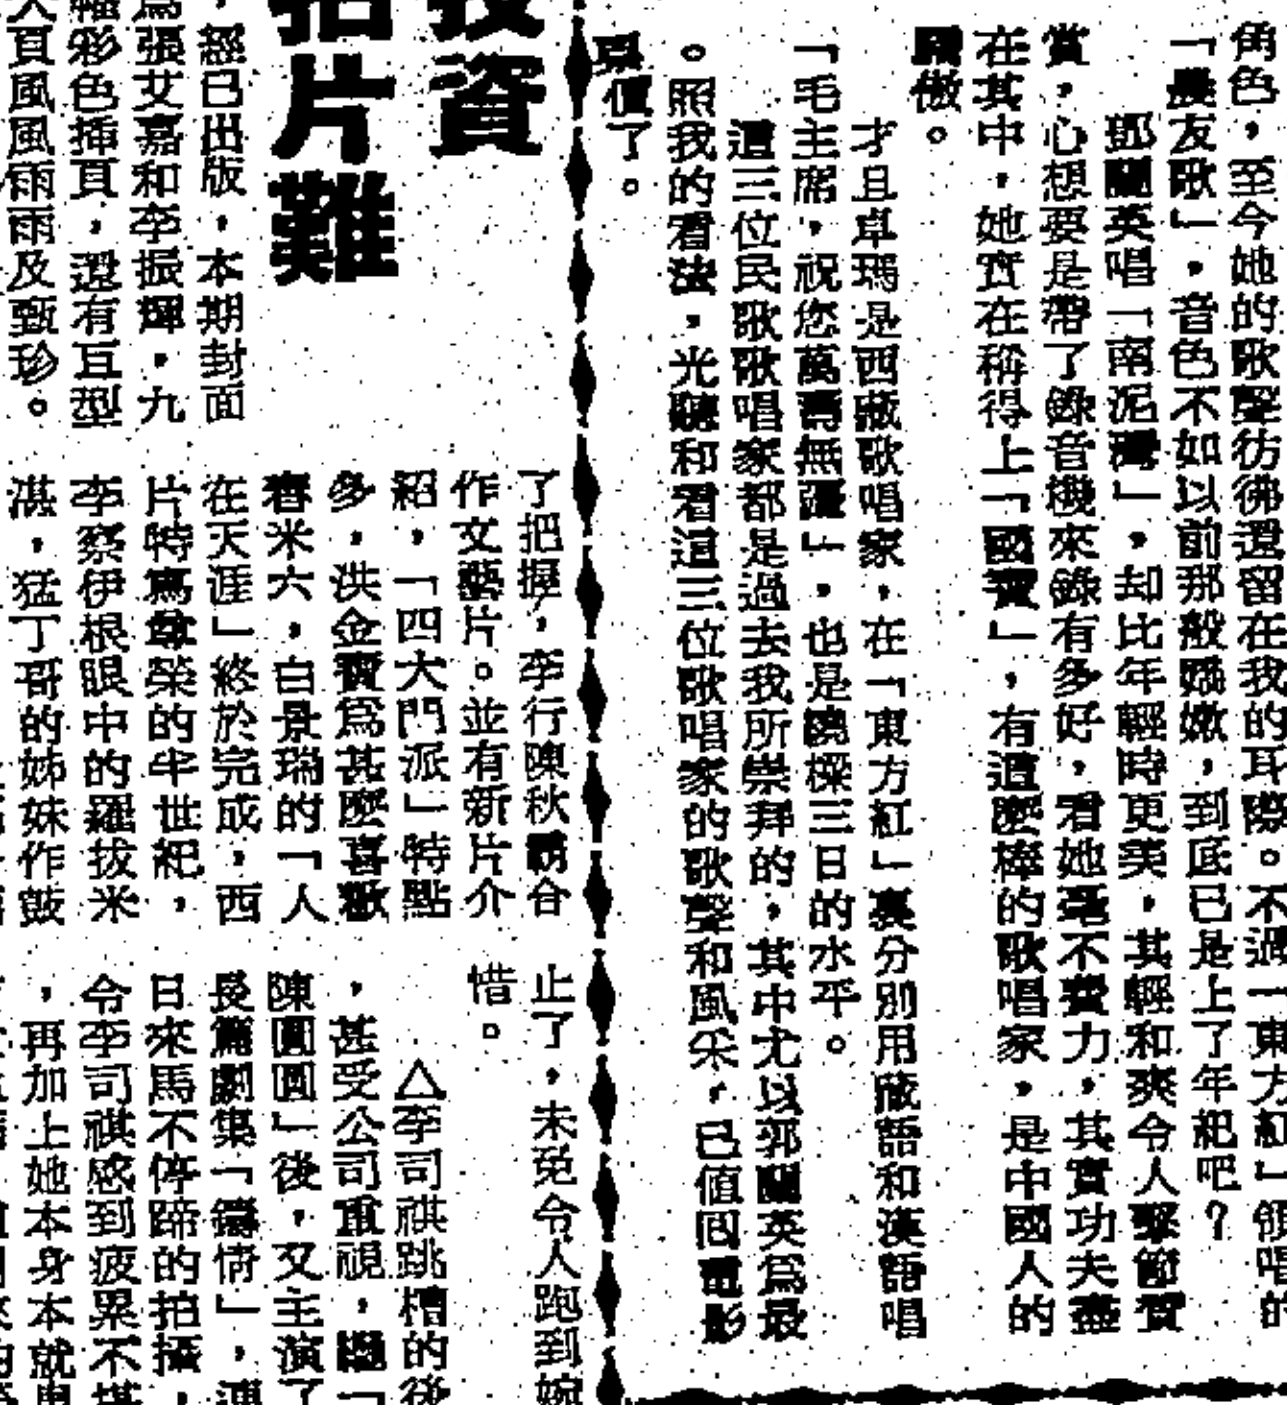 角色，至今她的歌聲彷彿還留在我的耳際。不過「東方紅」領唱的
「農友歌」，音色不如以前那般嬌嫩，到底已是上了年紀吧？
鄧關英唱「南泥灣」，却比年輕時更美，其輕和爽令人擊節贊
賞，心想要是帶了錄音機來錄有多好，看她毫不費力，其實功夫盡
在其中，她實在稱得上「國寶」，有這麼棒的歌唱家，是中國人的
驕傲。
才旦卓瑪是西藏歌唱家，在「東方紅」裏分別用藏語和漢語唱
「毛主席，祝您萬壽無疆」，也是繞樑三日的水平。
這三位民歌歌唱家都是過去我所崇拜的，其中尤以郭蘭英爲最
。照我的看法，光聽和看這三位歌唱家的歌聲和風采，已值回電影
票價了。
投資
拍片難
，經已出版，本期封面
爲張艾嘉和李振輝，九
幅彩色插頁，還有巨型
大頁風風雨雨及甄珍。
了把握，李行陳秋霞合
作文藝片。並有新片介
紹，「四大門派」特點
多，洪金寶爲甚麼喜歡
春米六，白景瑞的「人
在天涯」終於完成，西
片特寫尊榮的半世紀，
李察伊根眼中的羅拔米
湛，猛丁哥的姊妹作鼓
止了，未免令人跑到婉
惜。
△李司祺跳槽的後
，甚受公司重視，繼「
陳圓圓」後，又主演了
長篇劇集「鑄情」，連
日來馬不停蹄的拍攝，
令李司祺感到疲累不堪
，再加上她本身本就患